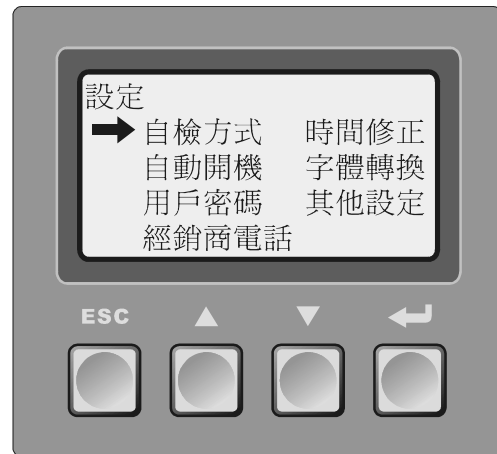 設定
自檢方式 時間修正
自動開機 字體轉換
用戶密碼 其他設定
經銷商電話
ESC